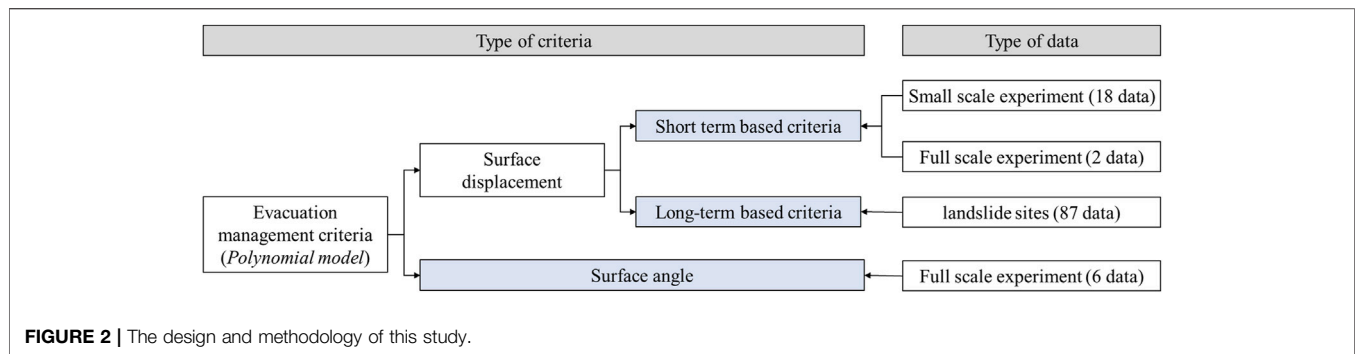 Type of criteria
Type of data
Small scale experiment (18 data)
Short term based criteria
Full scale experiment (2 data)
Surface
displacement
Evacuation
management criteria
(Polynomial model)
Long-term based criteria
landslide sites (87 data)
Surface angle
Full scale experiment (6 data)
FIGURE 2 | The design and methodology of this study.